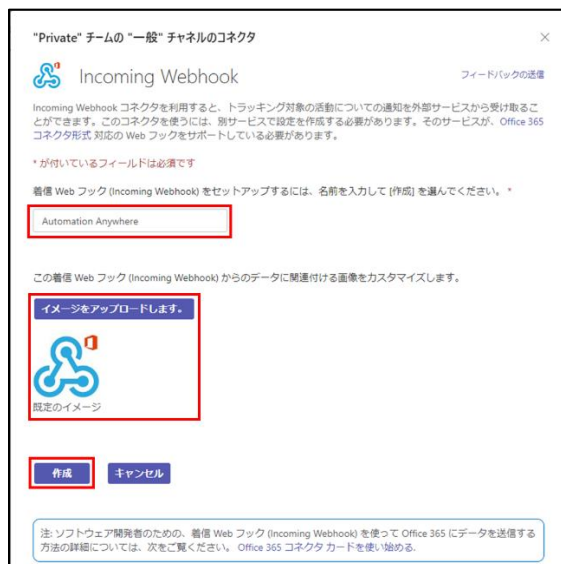 "Private" チームの "一般" チャネルのコネクタ
Incoming Webhook
フィードバックの送信
Incoming Webhook コネクタを利用すると、トラッキング対象の活動についての通知を外部サービスから受け取るこ
とができます。このコネクタを使うには、別サービスで設定を作成する必要があります。そのサービスが、Office 365
コネクタ形式 対応の Web フックをサポートしている必要があります。
* が付いているフィールドは必須です
着信 Web フック (Incoming Webhook) をセットアップするには、名前を入力して [作成] を選んでください。 *
Automation Anywhere
この着信 Web フック (Incoming Webhook) からのデータに関連付ける画像をカスタマイズします。
イメージをアップロードします。
既定のイメージ
作成
キャンセル
注: ソフトウェア開発者のための、着信 Web フック (Incoming Webhook) を使って Office 365 にデータを送信する
方法の詳細については、次をご覧ください。 Office 365 コネクタ カードを使い始める.